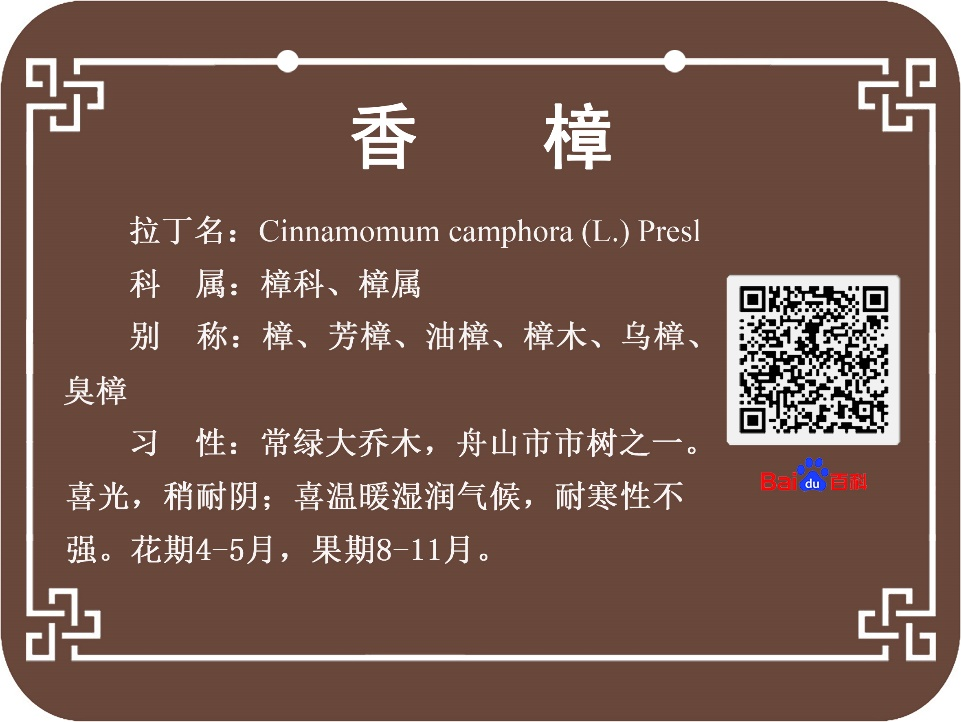 香 樟
拉丁名：Cinnamomum camphora (L.) Presl
科 属：樟科、樟属
别 称：樟、芳樟、油樟、樟木、乌樟、
臭樟
习 性：常绿大乔木，舟山市市树之一。
喜光，稍耐阴；喜温暖湿润气候，耐寒性不
强。花期4-5月，果期8-11月。
Bai du 百科